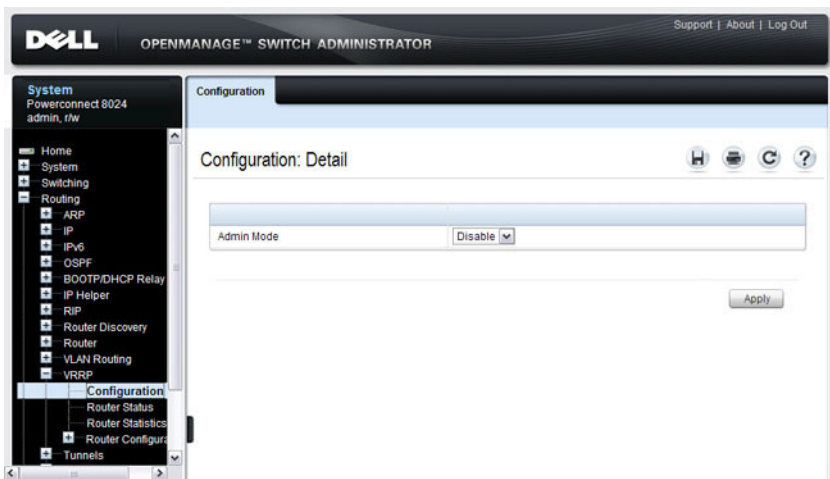 Support | About | Log Out
DELL OPENMANAGE™ SWITCH ADMINISTRATOR
System
Powerconnect 8024
admin, r/w
Home
System
Switching
Routing
ARP
IP
IPv6
OSPF
BOOTP/DHCP Relay
IP Helper
RIP
Router Discovery
Router
VLAN Routing
VRRP
Configuration
Router Status
Router Statistics
Router Configura
Tunnels
Configuration
Configuration: Detail
Admin Mode Disable
Apply